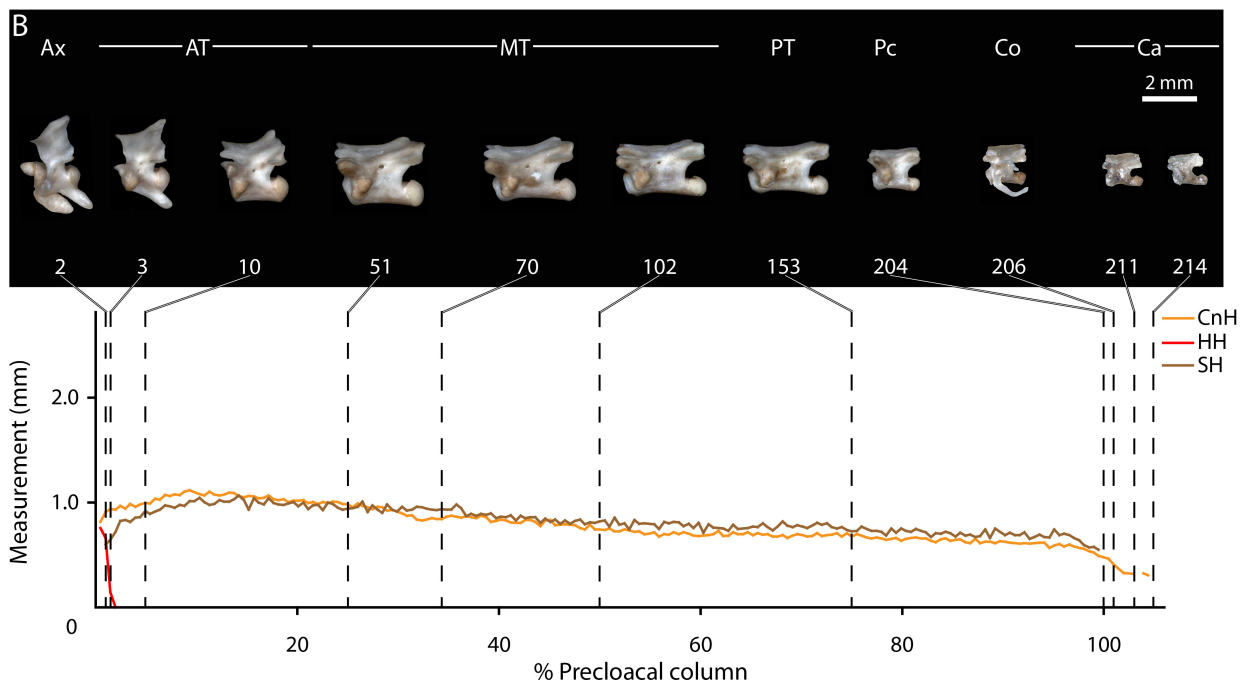 B
Ax AT MT PT Pc Co Ca
2 mm
2 3 10 51 70 102 153 204 206 211 214
CnH
HH
SH
Measurement (mm)
2.0
1.0
0
20 40 60 80 100
% Precloacal column